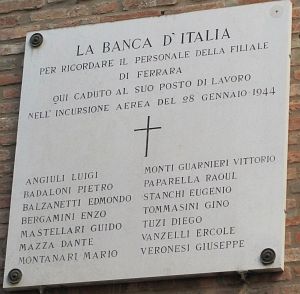 LA BANCA D'ITALIA
PER RICORDARE IL PERSONALE DELLA FILIALE
DI FERRARA
QUI CADUTO AL SUO POSTO DI LAVORO
NELL'INCURSIONE AEREA DEL 28 GENNAIO 1944
ANGIULI LUIGI
BADALONI PIETRO
BALZANETTI EDMONDO
BERGAMINI ENZO
MASTELLARI GUIDO
MAZZA DANTE
MONTANARI MARIO
MONTI GUARNIERI VITTORIO
PAPARELLA RAOUL
STANCHI EUGENIO
TOMMASINI GINO
TUZI DIEGO
VANZELLI ERCOLE
VERONESI GIUSEPPE